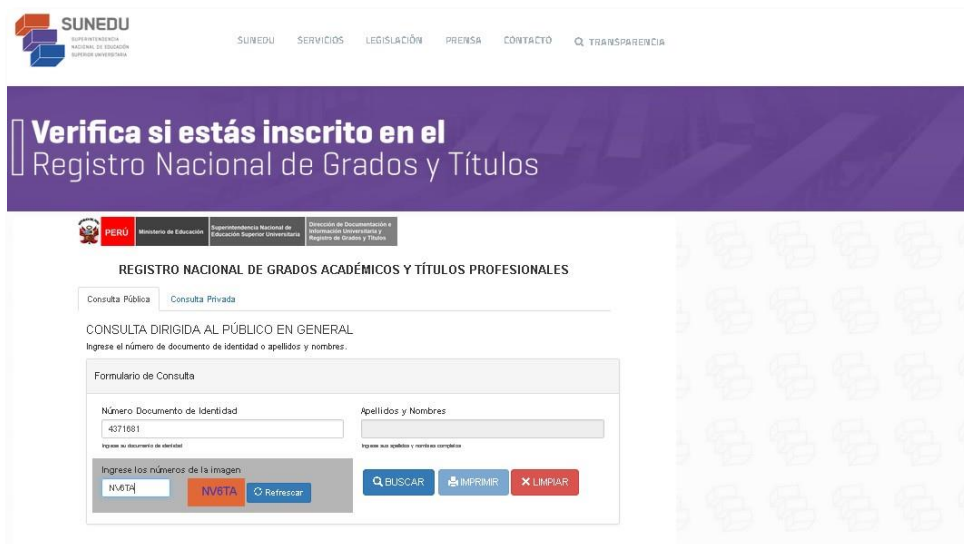 SUNEDU
SUPERINTENDENCIA
NACIONAL DE EDUCACIÓN
SUPERIOR UNIVERSITARIA
SUNEDU SERVICIOS LEGISLACIÓN PRENSA CONTACTO TRANSPARENCIA
Verifica si estás inscrito en el
Registro Nacional de Grados y Títulos
PERÚ
Ministerio de Educación
Superintendencia Nacional de
Educación Superior Universitaria
Dirección de Documentación e
Información Universitaria y
Registro de Grados y Títulos
REGISTRO NACIONAL DE GRADOS ACADÉMICOS Y TÍTULOS PROFESIONALES
Consulta Pública Consulta Privada
CONSULTA DIRIGIDA AL PÚBLICO EN GENERAL
Ingrese el número de documento de identidad o apellidos y nombres.
Formulario de Consulta
Número Documento de Identidad Apellidos y Nombres
4371681
Ingrese su documento de identidad Ingrese sus apellidos y nombres completos
Ingrese los números de la imagen
NV6TA NV6TA Refrescar
BUSCAR IMPRIMIR LIMPIAR